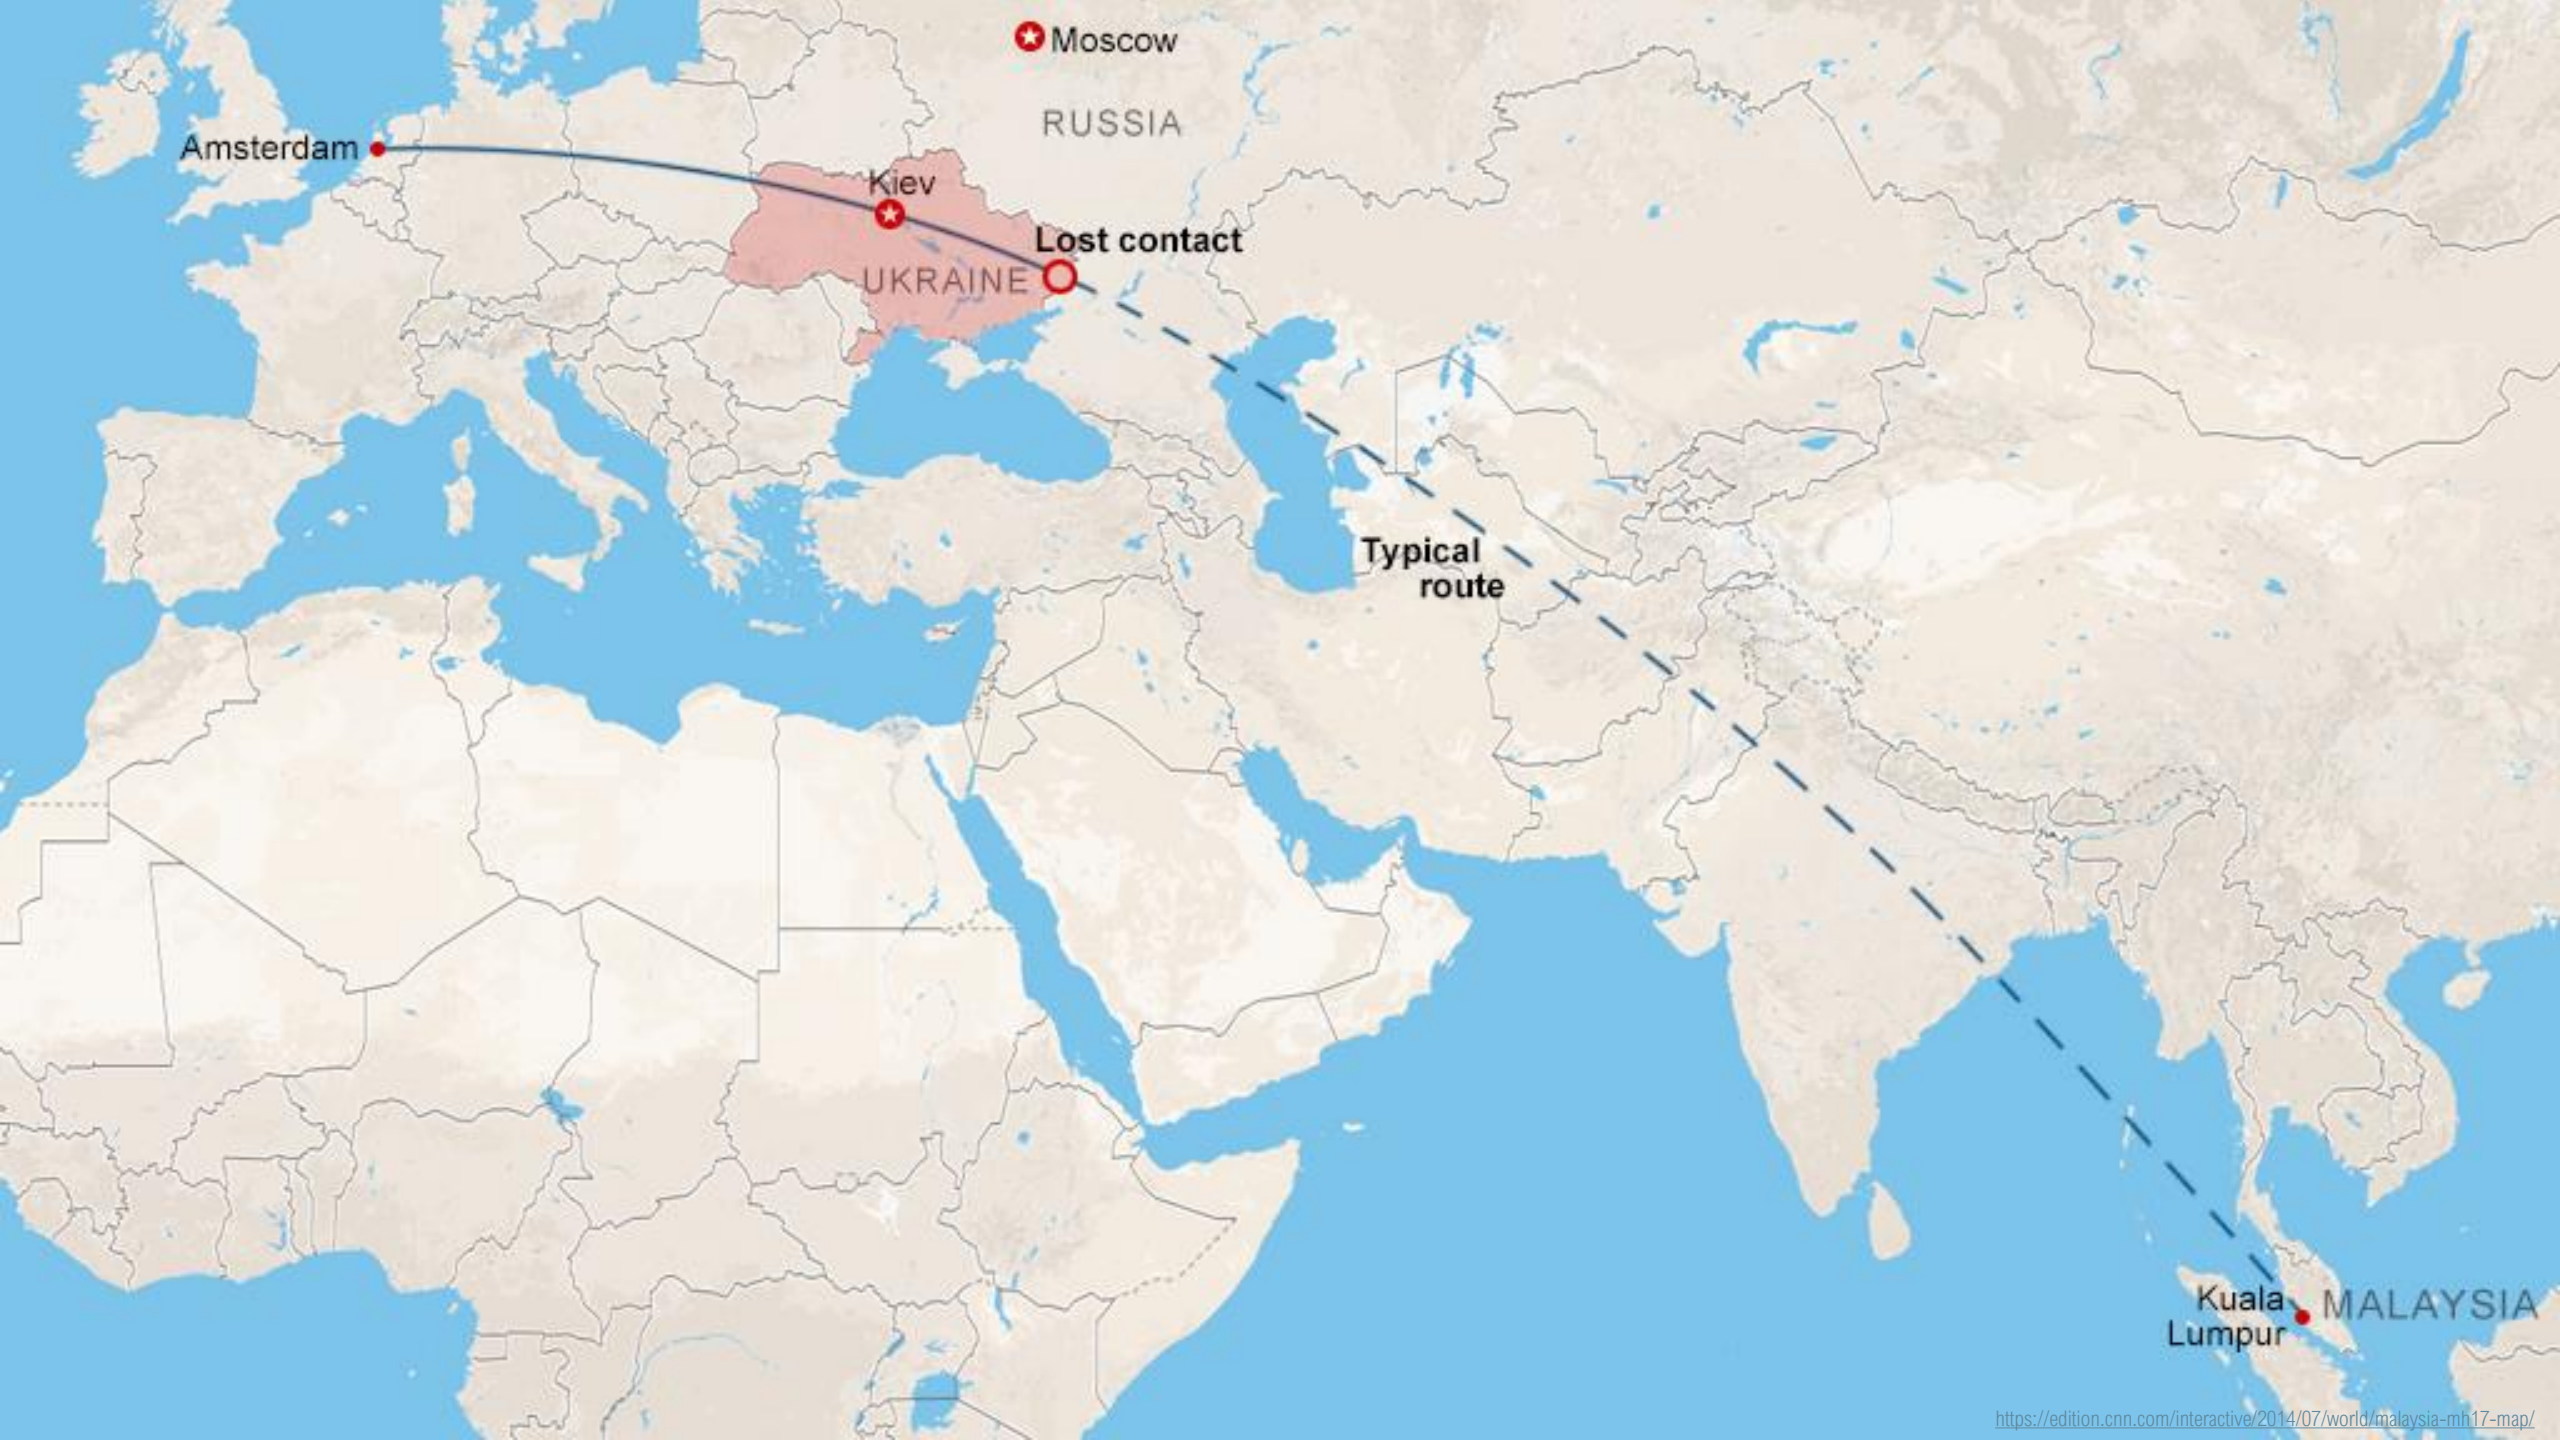 Moscow
RUSSIA
Amsterdam
Kiev
Lost contact
UKRAINE
Typical
route
Kuala
Lumpur
MALAYSIA
https://edition.cnn.com/interactive/2014/07/world/malaysia-mh17-map/